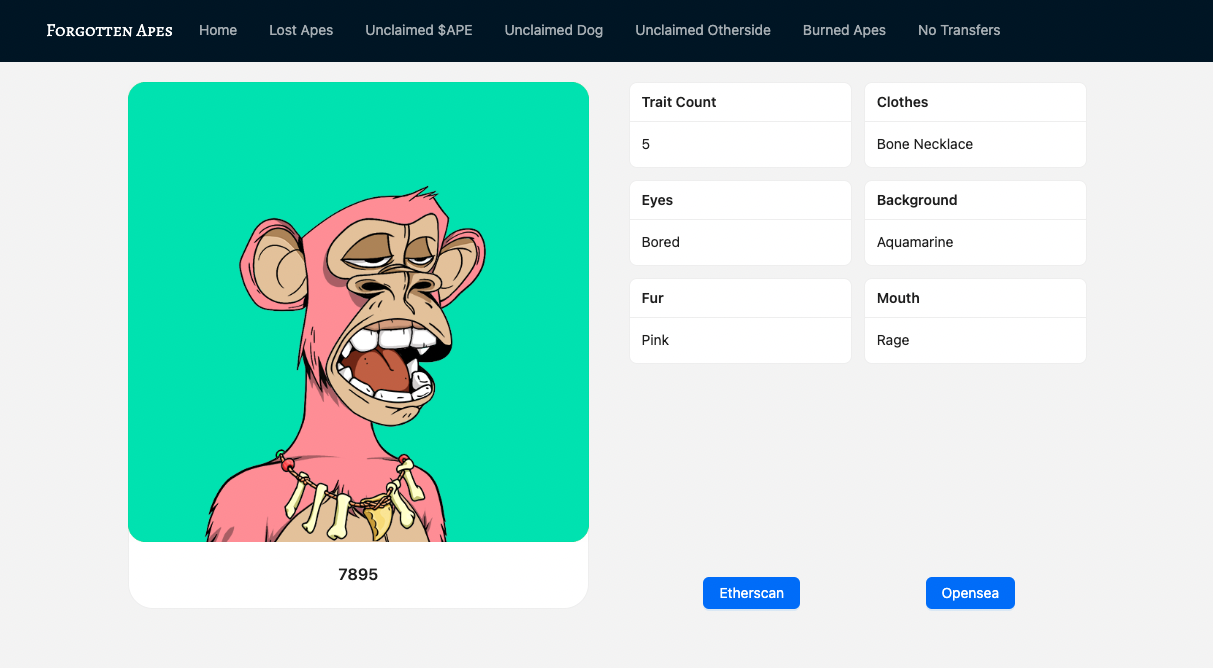 Forgotten Apes Home Lost Apes Unclaimed $APE Unclaimed Dog Unclaimed Otherside Burned Apes No Transfers
Trait Count
5
Clothes
Bone Necklace
Eyes
Bored
Background
Aquamarine
Fur
Pink
Mouth
Rage
7895
Etherscan
Opensea